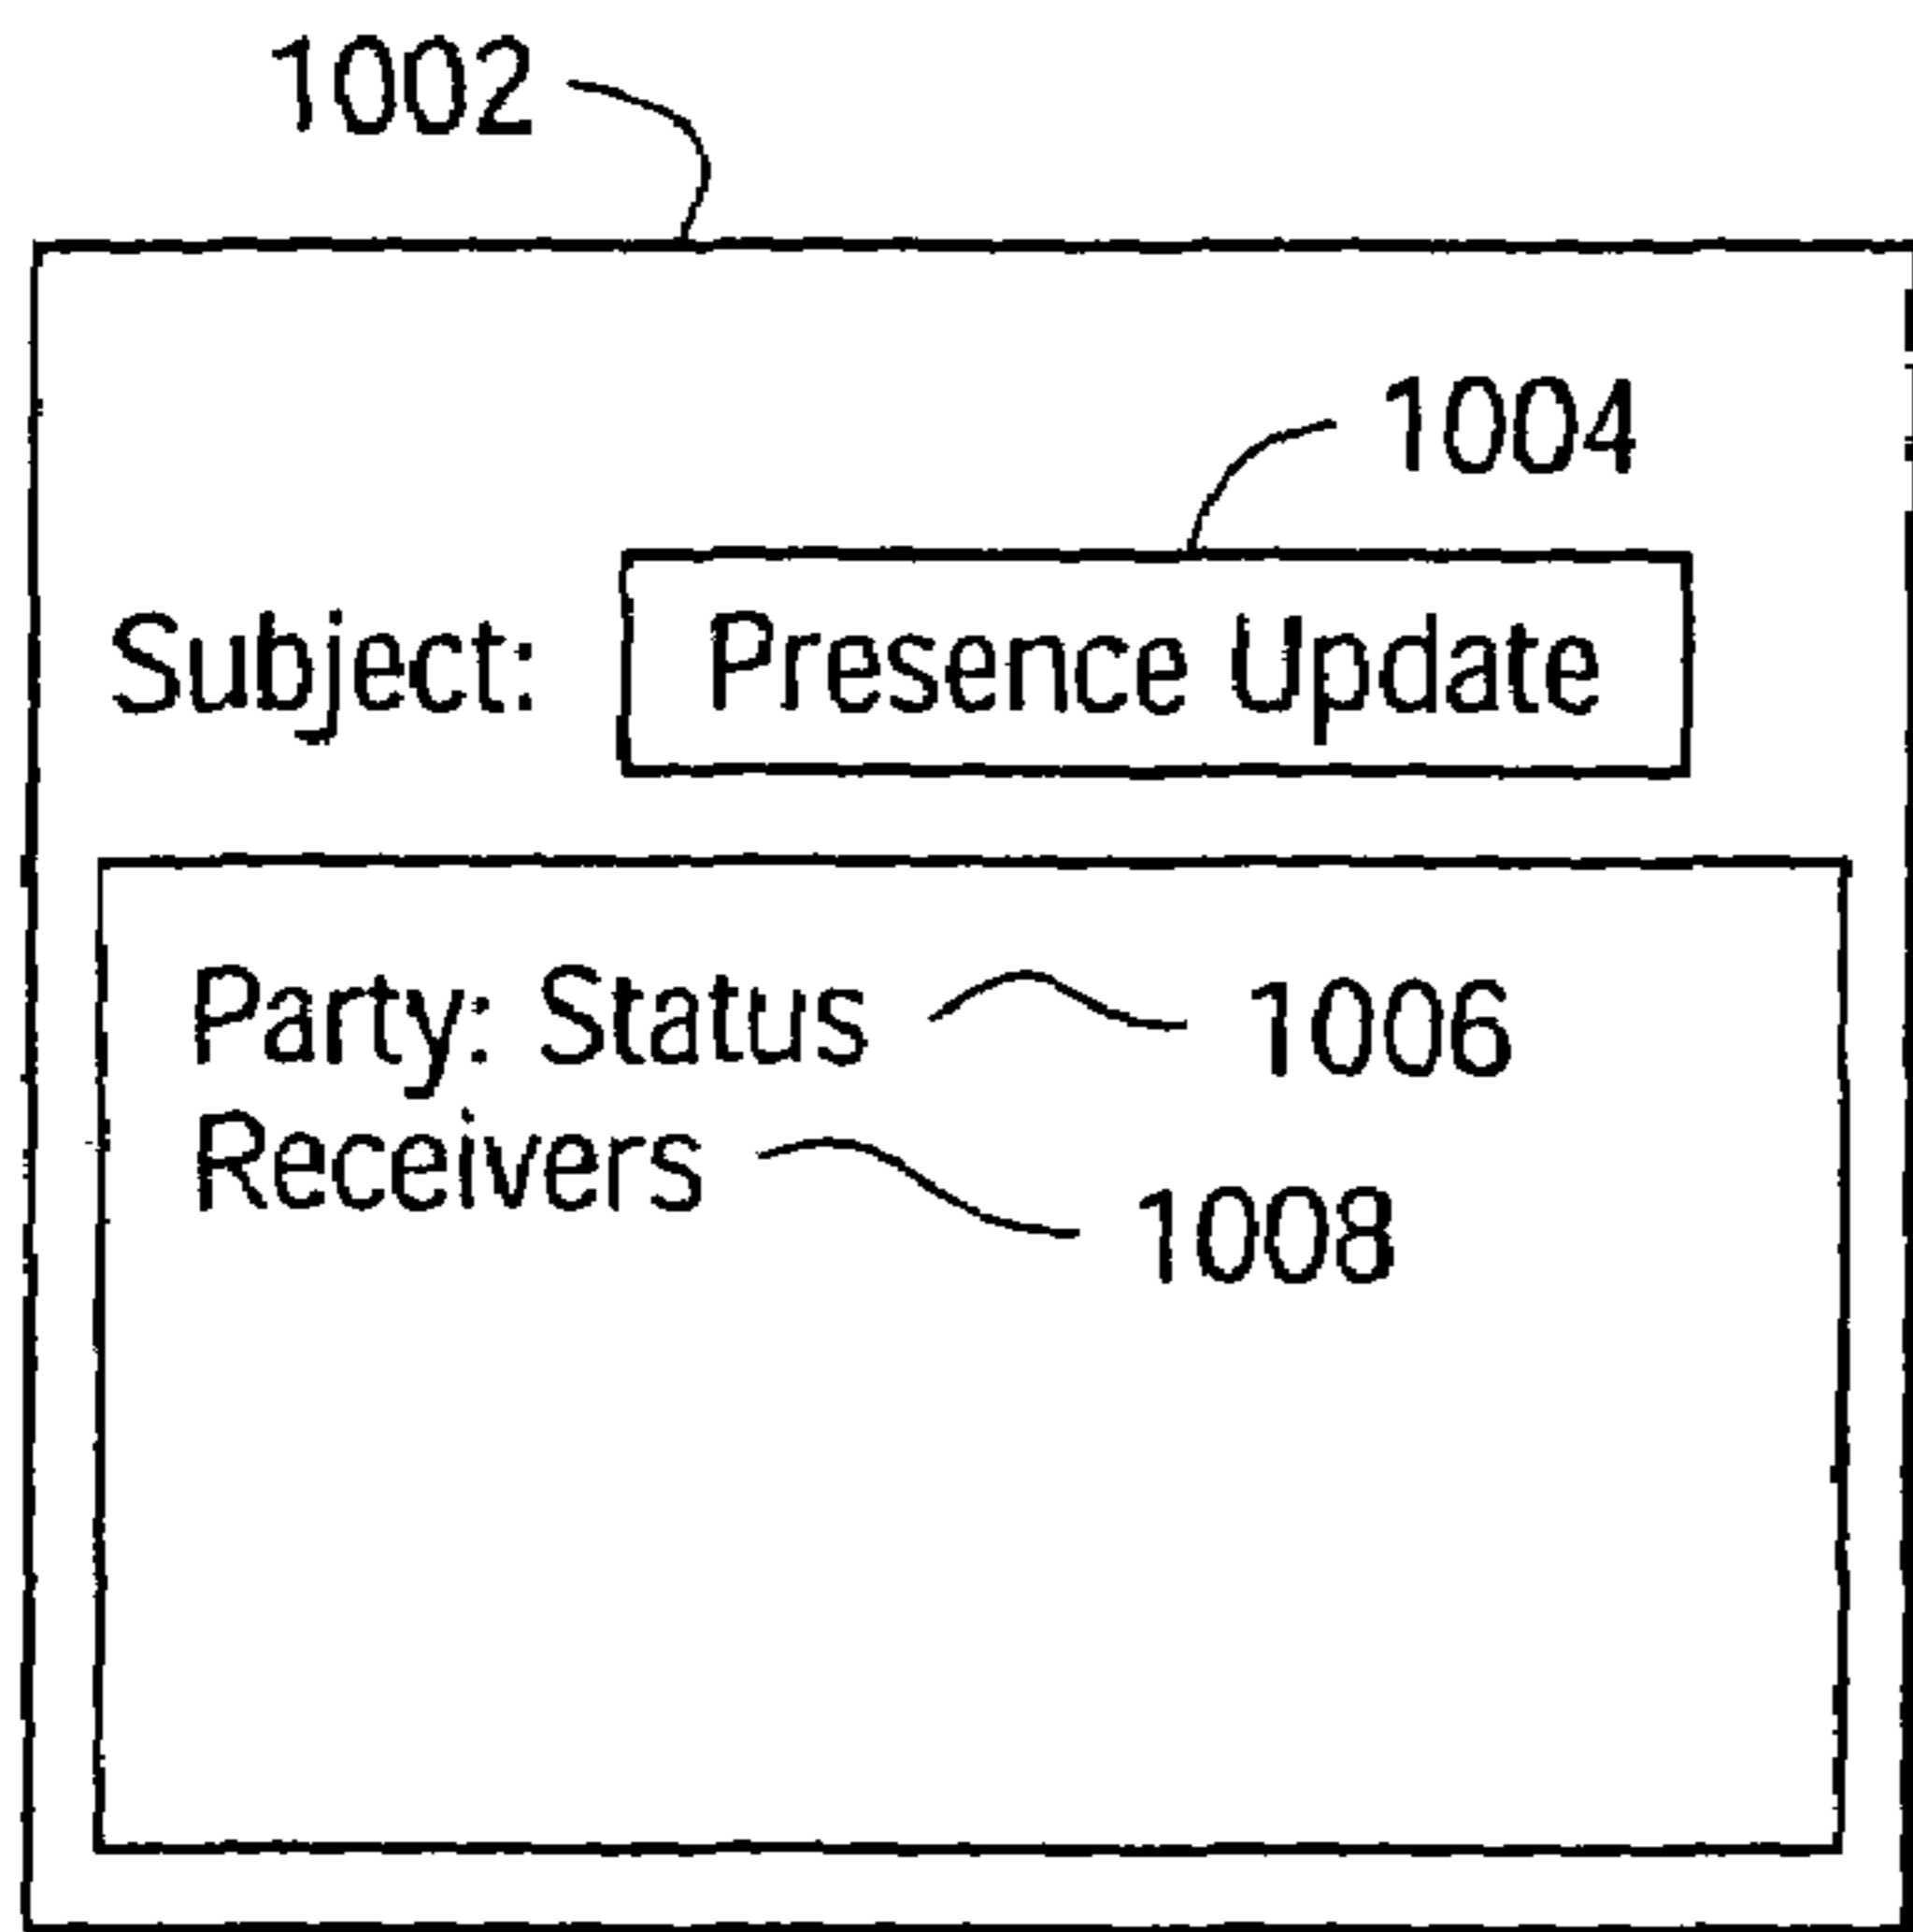 1002
1004
Subject: Presence Update
Party: Status 1006
Receivers 1008